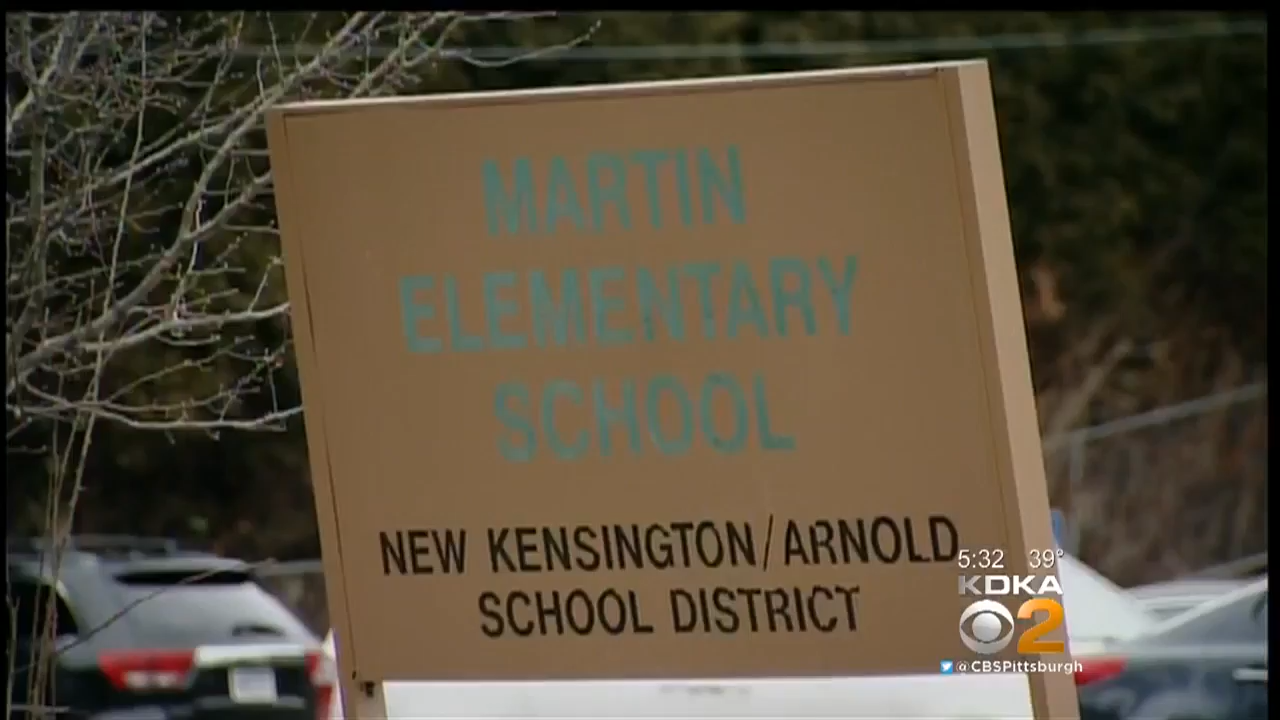 MARTIN
ELEMENTARY
SCHOOL
NEW KENSINGTON/ARNOLD
SCHOOL DISTRICT
5:32 39°
KDKA
2
@CBSPittsburgh